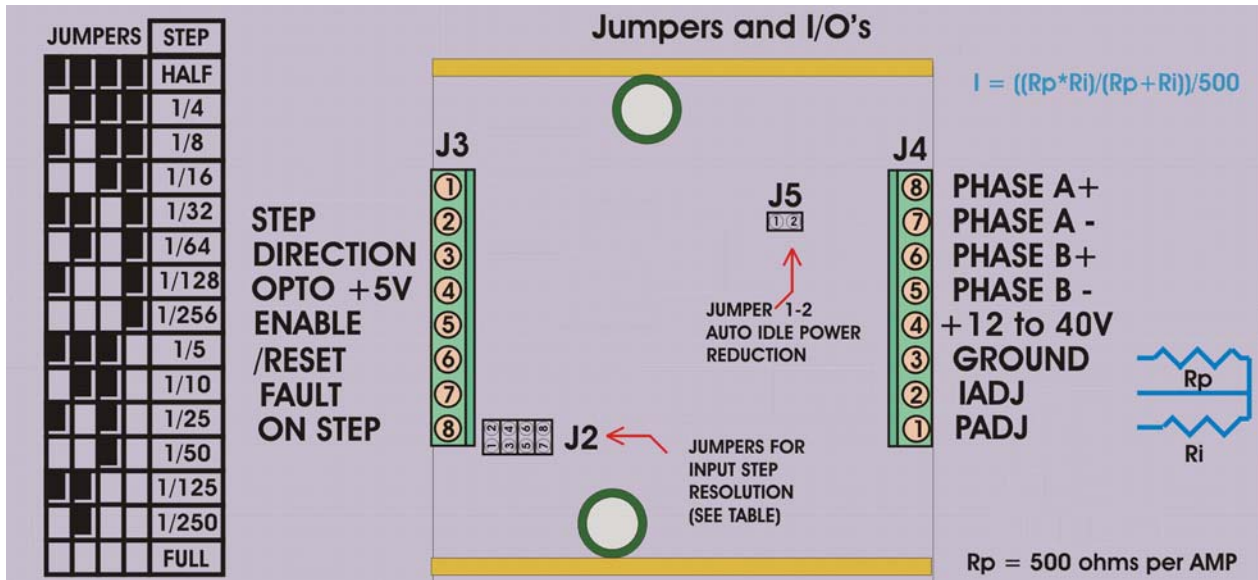 Jumpers and I/O's
JUMPERS STEP
HALF
1/4
1/8
1/16
1/32
1/64
1/128
1/256
1/5
1/10
1/25
1/50
1/125
1/250
FULL
J3
1
2
3
4
5
6
7
8
STEP
DIRECTION
OPTO +5V
ENABLE
/RESET
FAULT
ON STEP
1 2
3 4
5 6
7 8
J2
JUMPERS FOR
INPUT STEP
RESOLUTION
(SEE TABLE)
J5
1 2
JUMPER 1-2
AUTO IDLE POWER
REDUCTION
I = ((Rp*Ri)/(Rp+Ri))/500
J4
8 PHASE A+
7 PHASE A -
6 PHASE B+
5 PHASE B -
4 +12 to 40V
3 GROUND
2 IADJ
1 PADJ
Rp
Ri
Rp = 500 ohms per AMP